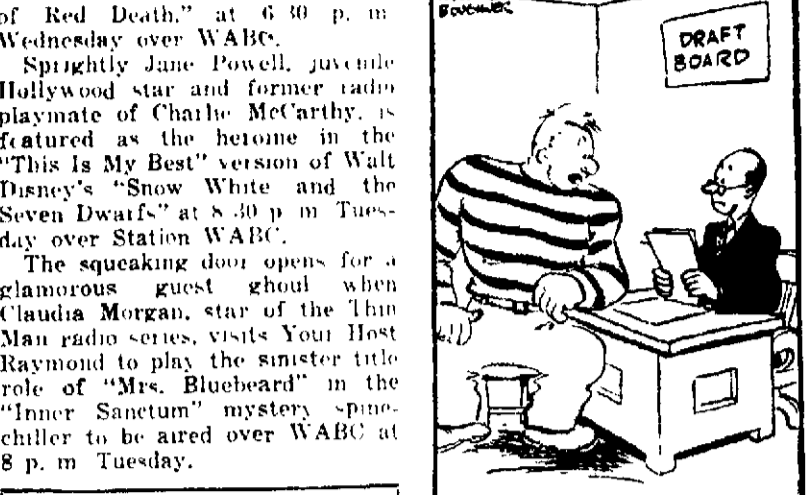 of Red Death," at 6 30 p. m
Wednesday over WABC.
Sprightly Jane Powell, juvenile
Hollywood star and former radio
playmate of Charlie McCarthy, is
featured as the heroine in the
"This Is My Best" version of Walt
Disney's "Snow White and the
Seven Dwarfs" at 8 30 p m Tues-
day over Station WABC.
The squeaking door opens for a
glamorous guest ghoul when
Claudia Morgan, star of the Thin
Man radio series, visits Your Host
Raymond to play the sinister title
role of "Mrs. Bluebeard" in the
"Inner Sanctum" mystery spine-
chiller to be aired over WABC at
8 p. m Tuesday.
DRAFT
BOARD